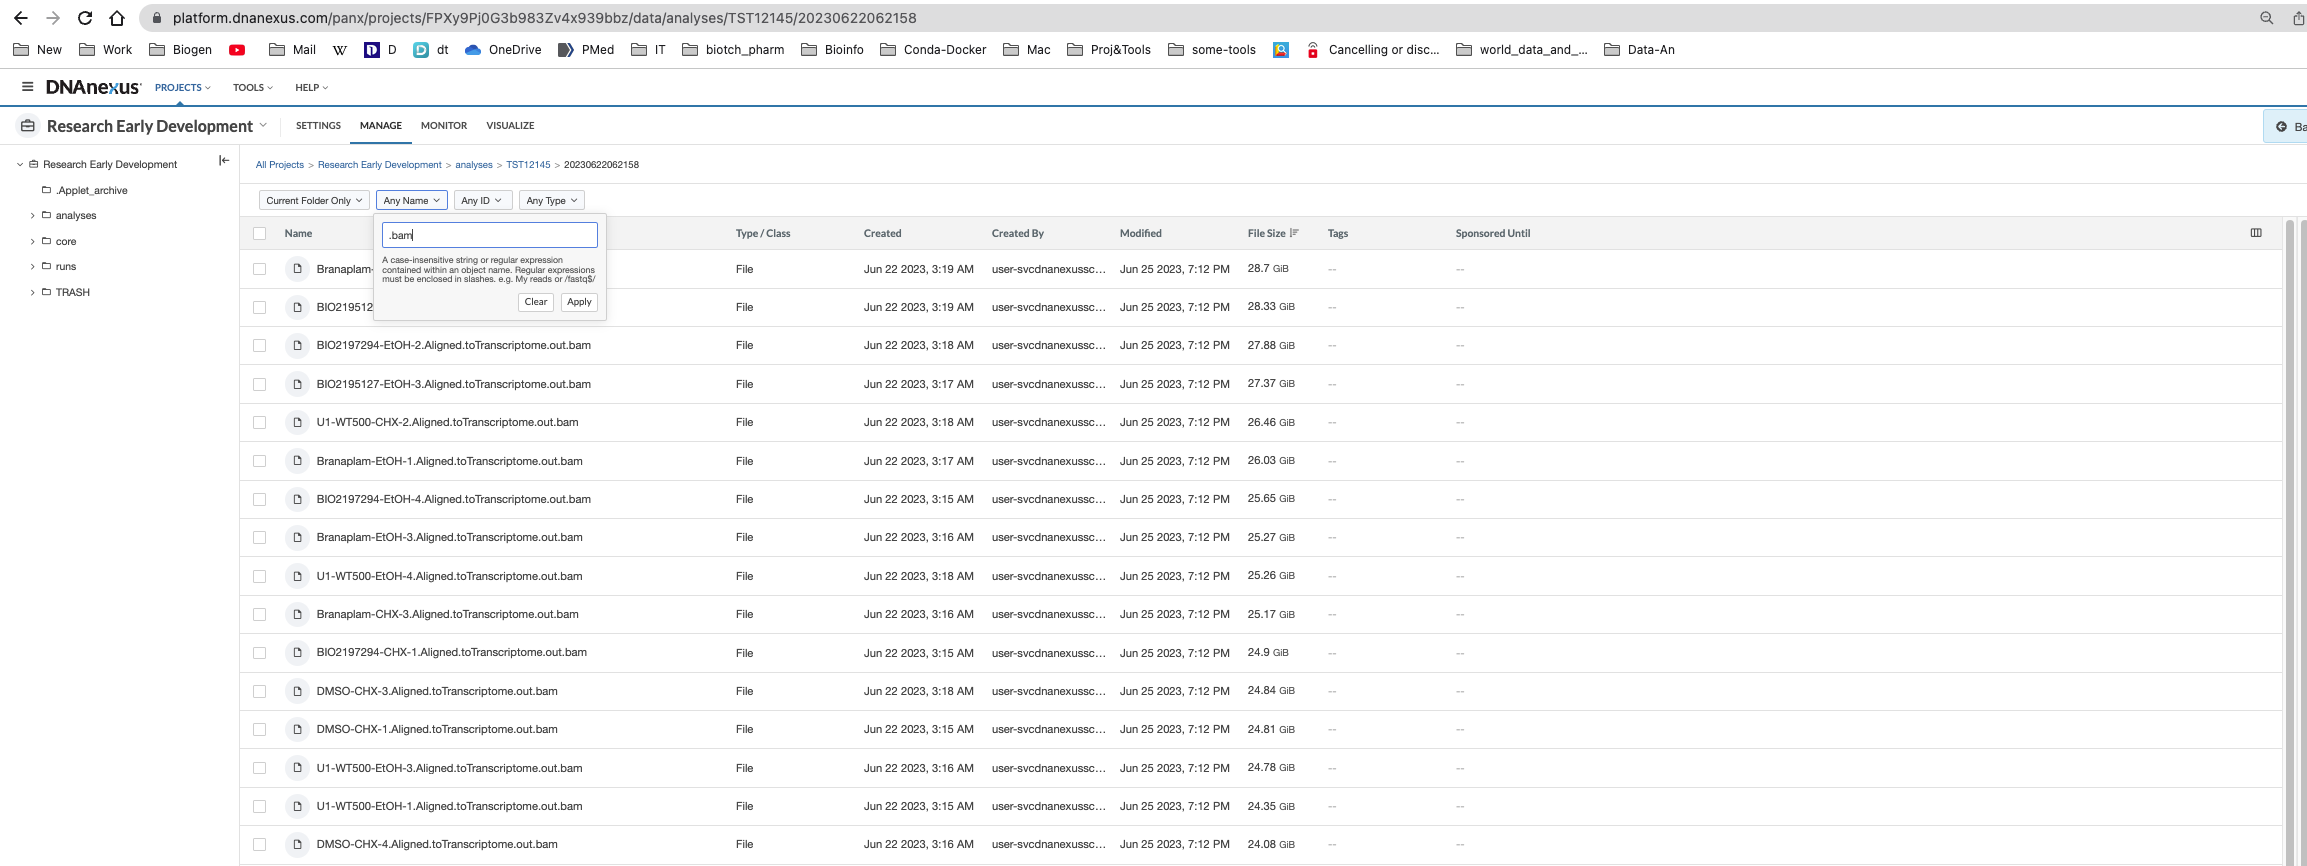 platform.dnanexus.com/panx/projects/FPXy9Pj0G3b983Zv4x939bbz/data/analyses/TST12145/20230622062158
New Work Biogen Mail W D dt OneDrive PMed IT biotch_pharm Bioinfo Conda-Docker Mac Proj&Tools some-tools Cancelling or disc... world_data_and_... Data-An
DNAnexus PROJECTS TOOLS HELP
Research Early Development SETTINGS MANAGE MONITOR VISUALIZE Ba
Research Early Development
.Applet_archive
analyses
core
runs
TRASH
All Projects > Research Early Development > analyses > TST12145 > 20230622062158
Current Folder Only Any Name Any ID Any Type
.bam
A case-insensitive string or regular expression
contained within an object name. Regular expressions
must be enclosed in slashes. e.g. My reads or /fastq$/
Clear Apply
Name Type / Class Created Created By Modified File Size Tags Sponsored Until
Branaplam- File Jun 22 2023, 3:19 AM user-svcdnanexussc... Jun 25 2023, 7:12 PM 28.7 GiB -- --
BIO219512 File Jun 22 2023, 3:19 AM user-svcdnanexussc... Jun 25 2023, 7:12 PM 28.33 GiB -- --
BIO2197294-EtOH-2.Aligned.toTranscriptome.out.bam File Jun 22 2023, 3:18 AM user-svcdnanexussc... Jun 25 2023, 7:12 PM 27.88 GiB -- --
BIO2195127-EtOH-3.Aligned.toTranscriptome.out.bam File Jun 22 2023, 3:17 AM user-svcdnanexussc... Jun 25 2023, 7:12 PM 27.37 GiB -- --
U1-WT500-CHX-2.Aligned.toTranscriptome.out.bam File Jun 22 2023, 3:18 AM user-svcdnanexussc... Jun 25 2023, 7:12 PM 26.46 GiB -- --
Branaplam-EtOH-1.Aligned.toTranscriptome.out.bam File Jun 22 2023, 3:17 AM user-svcdnanexussc... Jun 25 2023, 7:12 PM 26.03 GiB -- --
BIO2197294-EtOH-4.Aligned.toTranscriptome.out.bam File Jun 22 2023, 3:15 AM user-svcdnanexussc... Jun 25 2023, 7:12 PM 25.65 GiB -- --
Branaplam-EtOH-3.Aligned.toTranscriptome.out.bam File Jun 22 2023, 3:16 AM user-svcdnanexussc... Jun 25 2023, 7:12 PM 25.27 GiB -- --
U1-WT500-EtOH-4.Aligned.toTranscriptome.out.bam File Jun 22 2023, 3:18 AM user-svcdnanexussc... Jun 25 2023, 7:12 PM 25.26 GiB -- --
Branaplam-CHX-3.Aligned.toTranscriptome.out.bam File Jun 22 2023, 3:16 AM user-svcdnanexussc... Jun 25 2023, 7:12 PM 25.17 GiB -- --
BIO2197294-CHX-1.Aligned.toTranscriptome.out.bam File Jun 22 2023, 3:15 AM user-svcdnanexussc... Jun 25 2023, 7:12 PM 24.9 GiB -- --
DMSO-CHX-3.Aligned.toTranscriptome.out.bam File Jun 22 2023, 3:18 AM user-svcdnanexussc... Jun 25 2023, 7:12 PM 24.84 GiB -- --
DMSO-CHX-1.Aligned.toTranscriptome.out.bam File Jun 22 2023, 3:15 AM user-svcdnanexussc... Jun 25 2023, 7:12 PM 24.81 GiB -- --
U1-WT500-EtOH-3.Aligned.toTranscriptome.out.bam File Jun 22 2023, 3:16 AM user-svcdnanexussc... Jun 25 2023, 7:12 PM 24.78 GiB -- --
U1-WT500-EtOH-1.Aligned.toTranscriptome.out.bam File Jun 22 2023, 3:15 AM user-svcdnanexussc... Jun 25 2023, 7:12 PM 24.35 GiB -- --
DMSO-CHX-4.Aligned.toTranscriptome.out.bam File Jun 22 2023, 3:16 AM user-svcdnanexussc... Jun 25 2023, 7:12 PM 24.08 GiB -- --